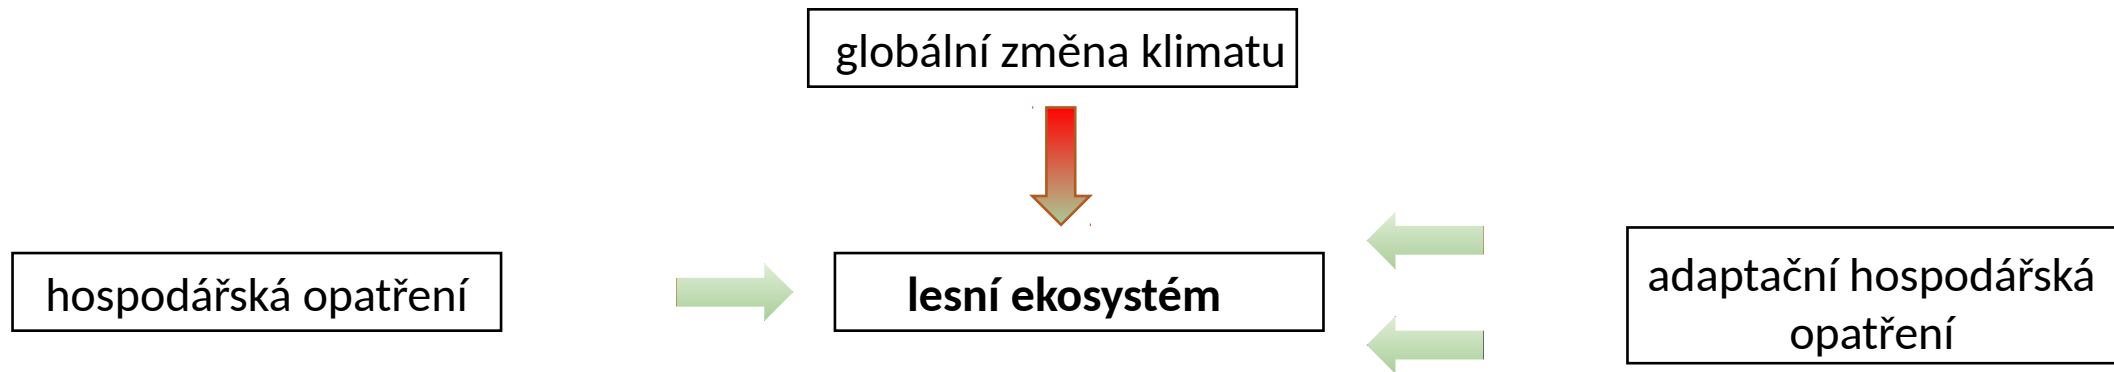 globální změna klimatu
hospodářská opatření
lesní ekosystém
adaptační hospodářská
opatření